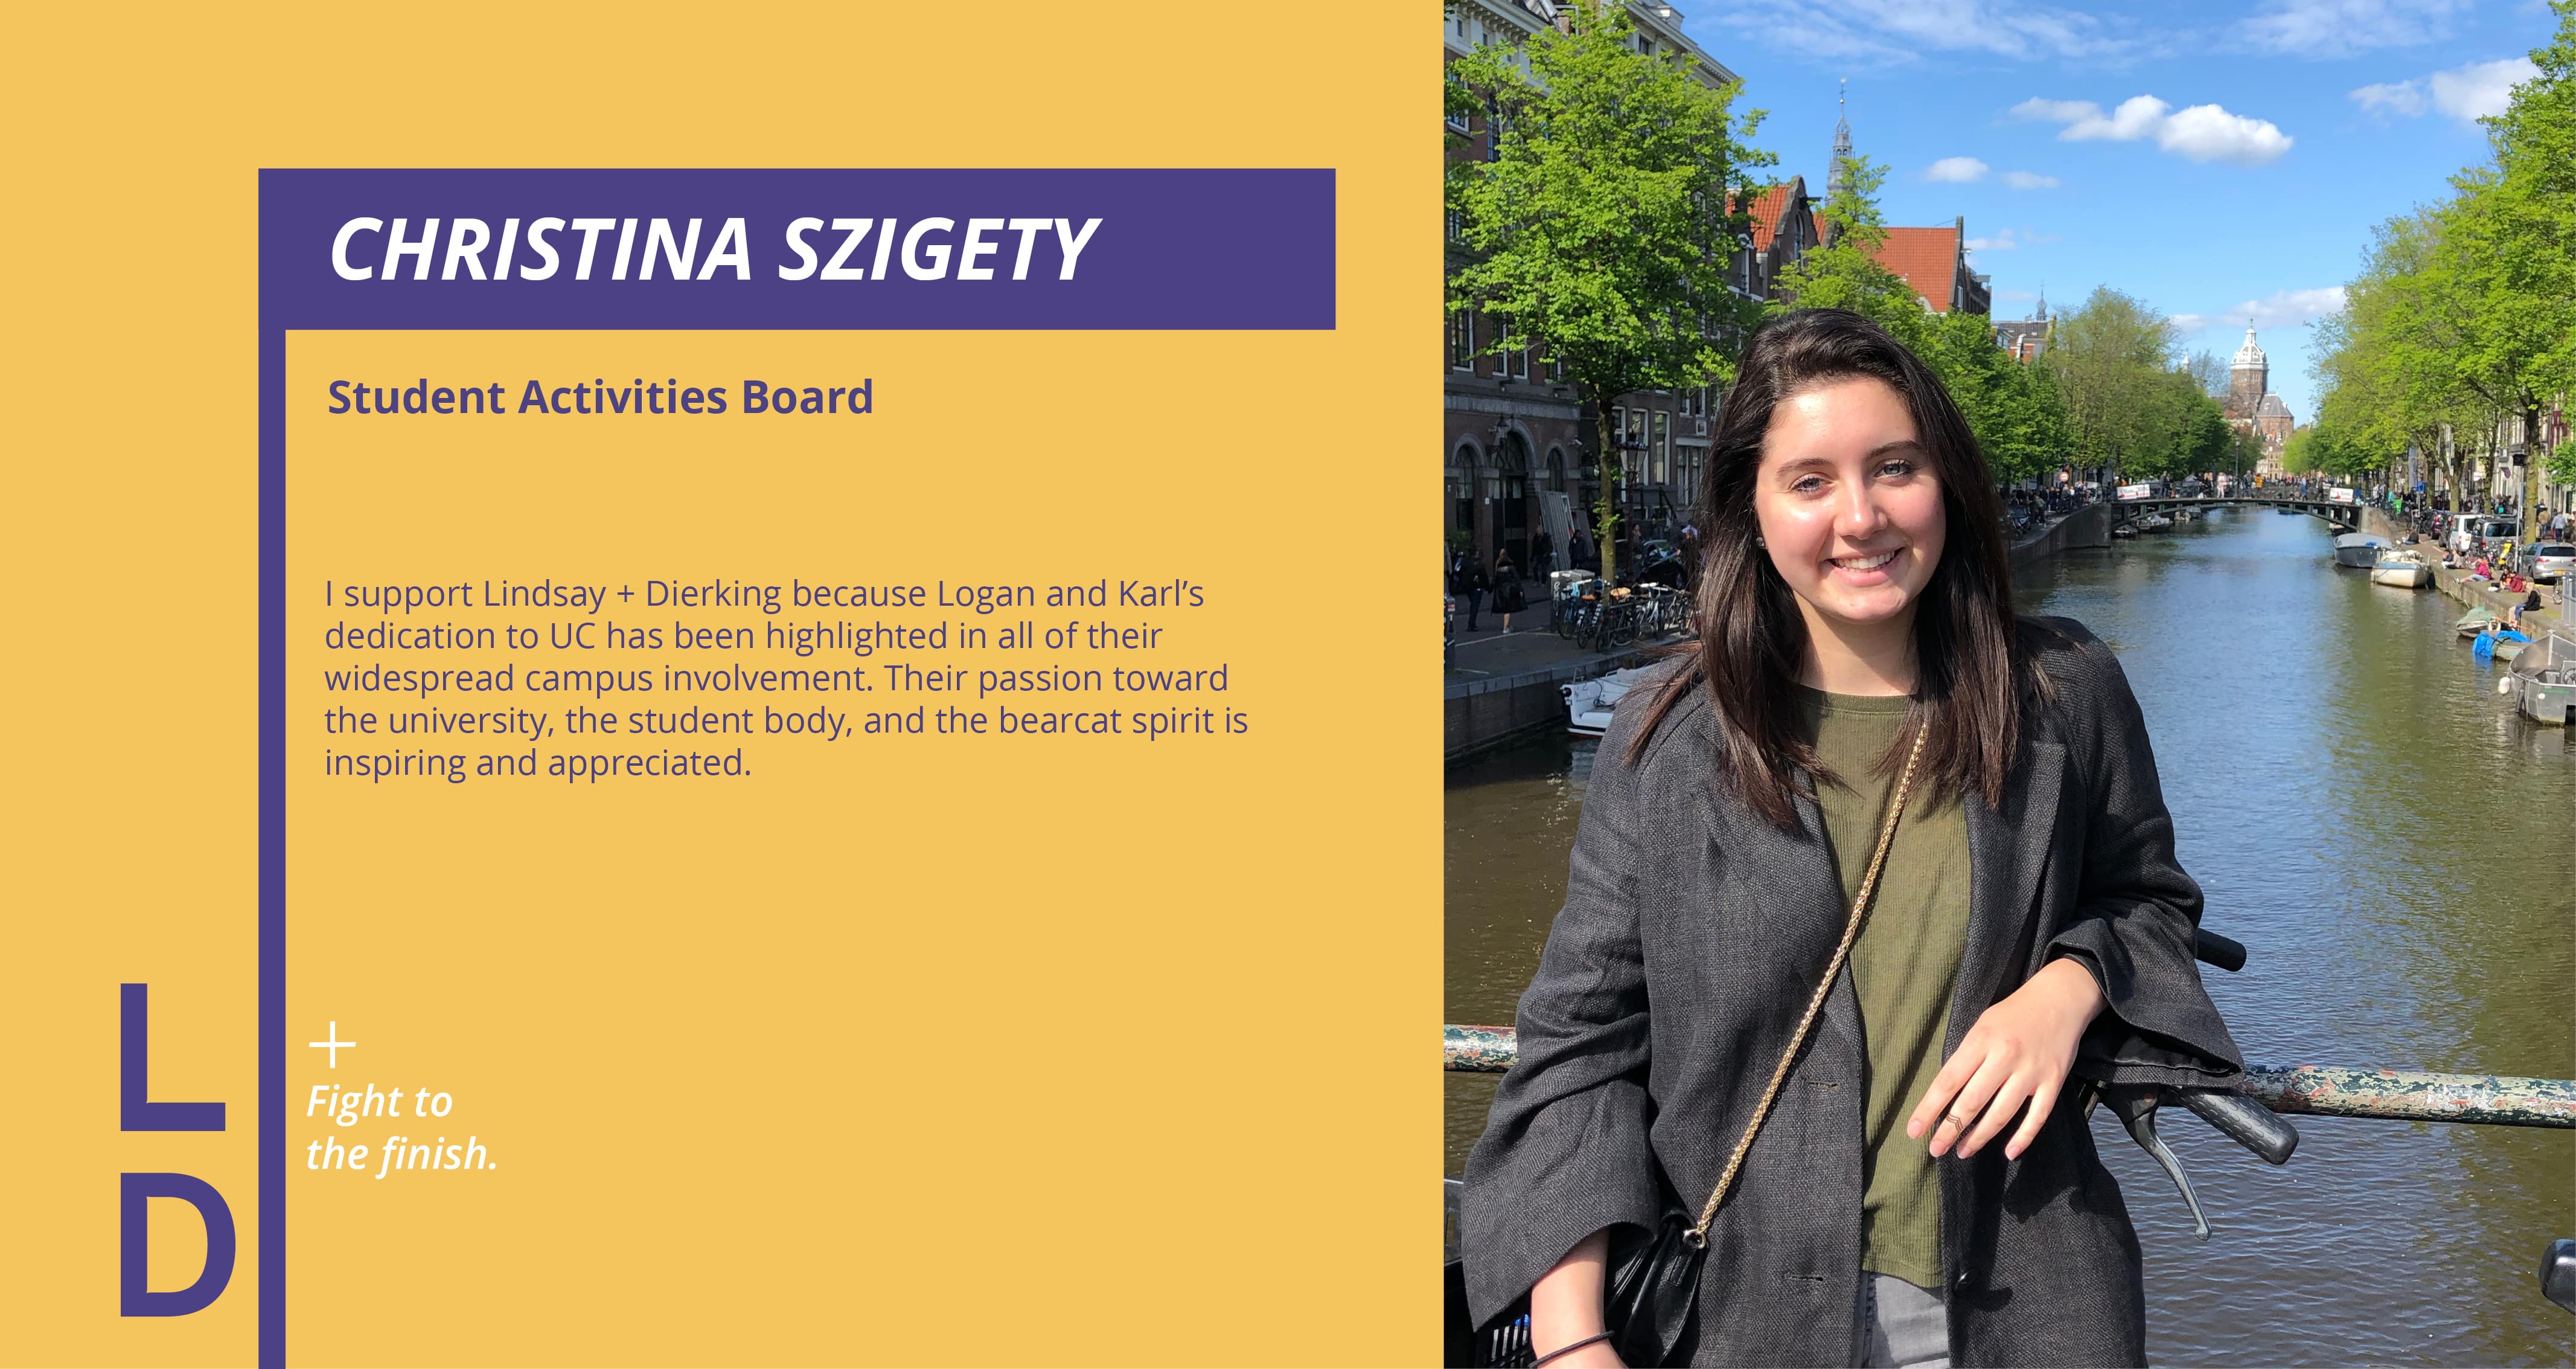 CHRISTINA SZIGETY
Student Activities Board
I support Lindsay + Dierking because Logan and Karl’s
dedication to UC has been highlighted in all of their
widespread campus involvement. Their passion toward
the university, the student body, and the bearcat spirit is
inspiring and appreciated.
L
D
+
Fight to
the finish.